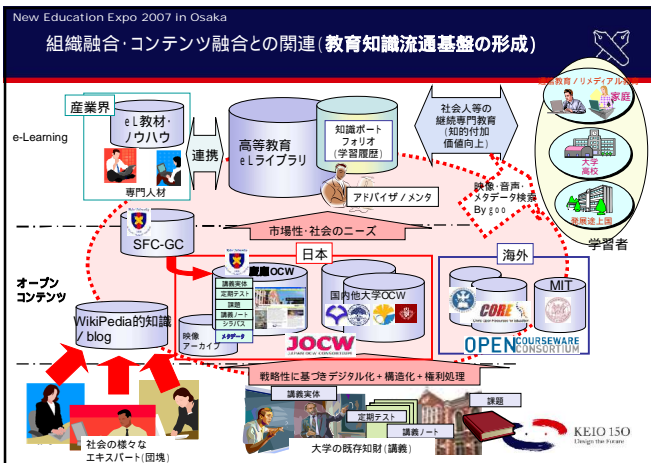 New Education Expo 2007 in Osaka
組織融合・コンテンツ融合との関連(教育知識流通基盤の形成)
e-Learning
産業界
eL教材・
ノウハウ
専門人材
連携
高等教育
eLライブラリ
知識ポート
フォリオ
(学習履歴)
アドバイザ/メンタ
社会人等の
継続専門教育
(知的付加
価値向上)
教育/リメディアル
家庭
大学
高校
発展途上国
学習者
映像・音声・
メタデータ検索
By goo
市場性・社会のニーズ
オープン
コンテンツ
SFC-GC
WikiPedia的知識
/ blog
日本
慶應OCW
講義実体
定期テスト
課題
講義ノート
シラバス
メタデータ
映像
アーカイブ
国内他大学OCW
JOCW
海外
CORE
MIT
OPENCOURSEWARE
CONSORTIUM
戦略性に基づきデジタル化+構造化+権利処理
社会の様々な
エキスパート(団塊)
講義実体
定期テスト
講義ノート
課題
大学の既存知財(講義)
KEIO 150
Design the Future